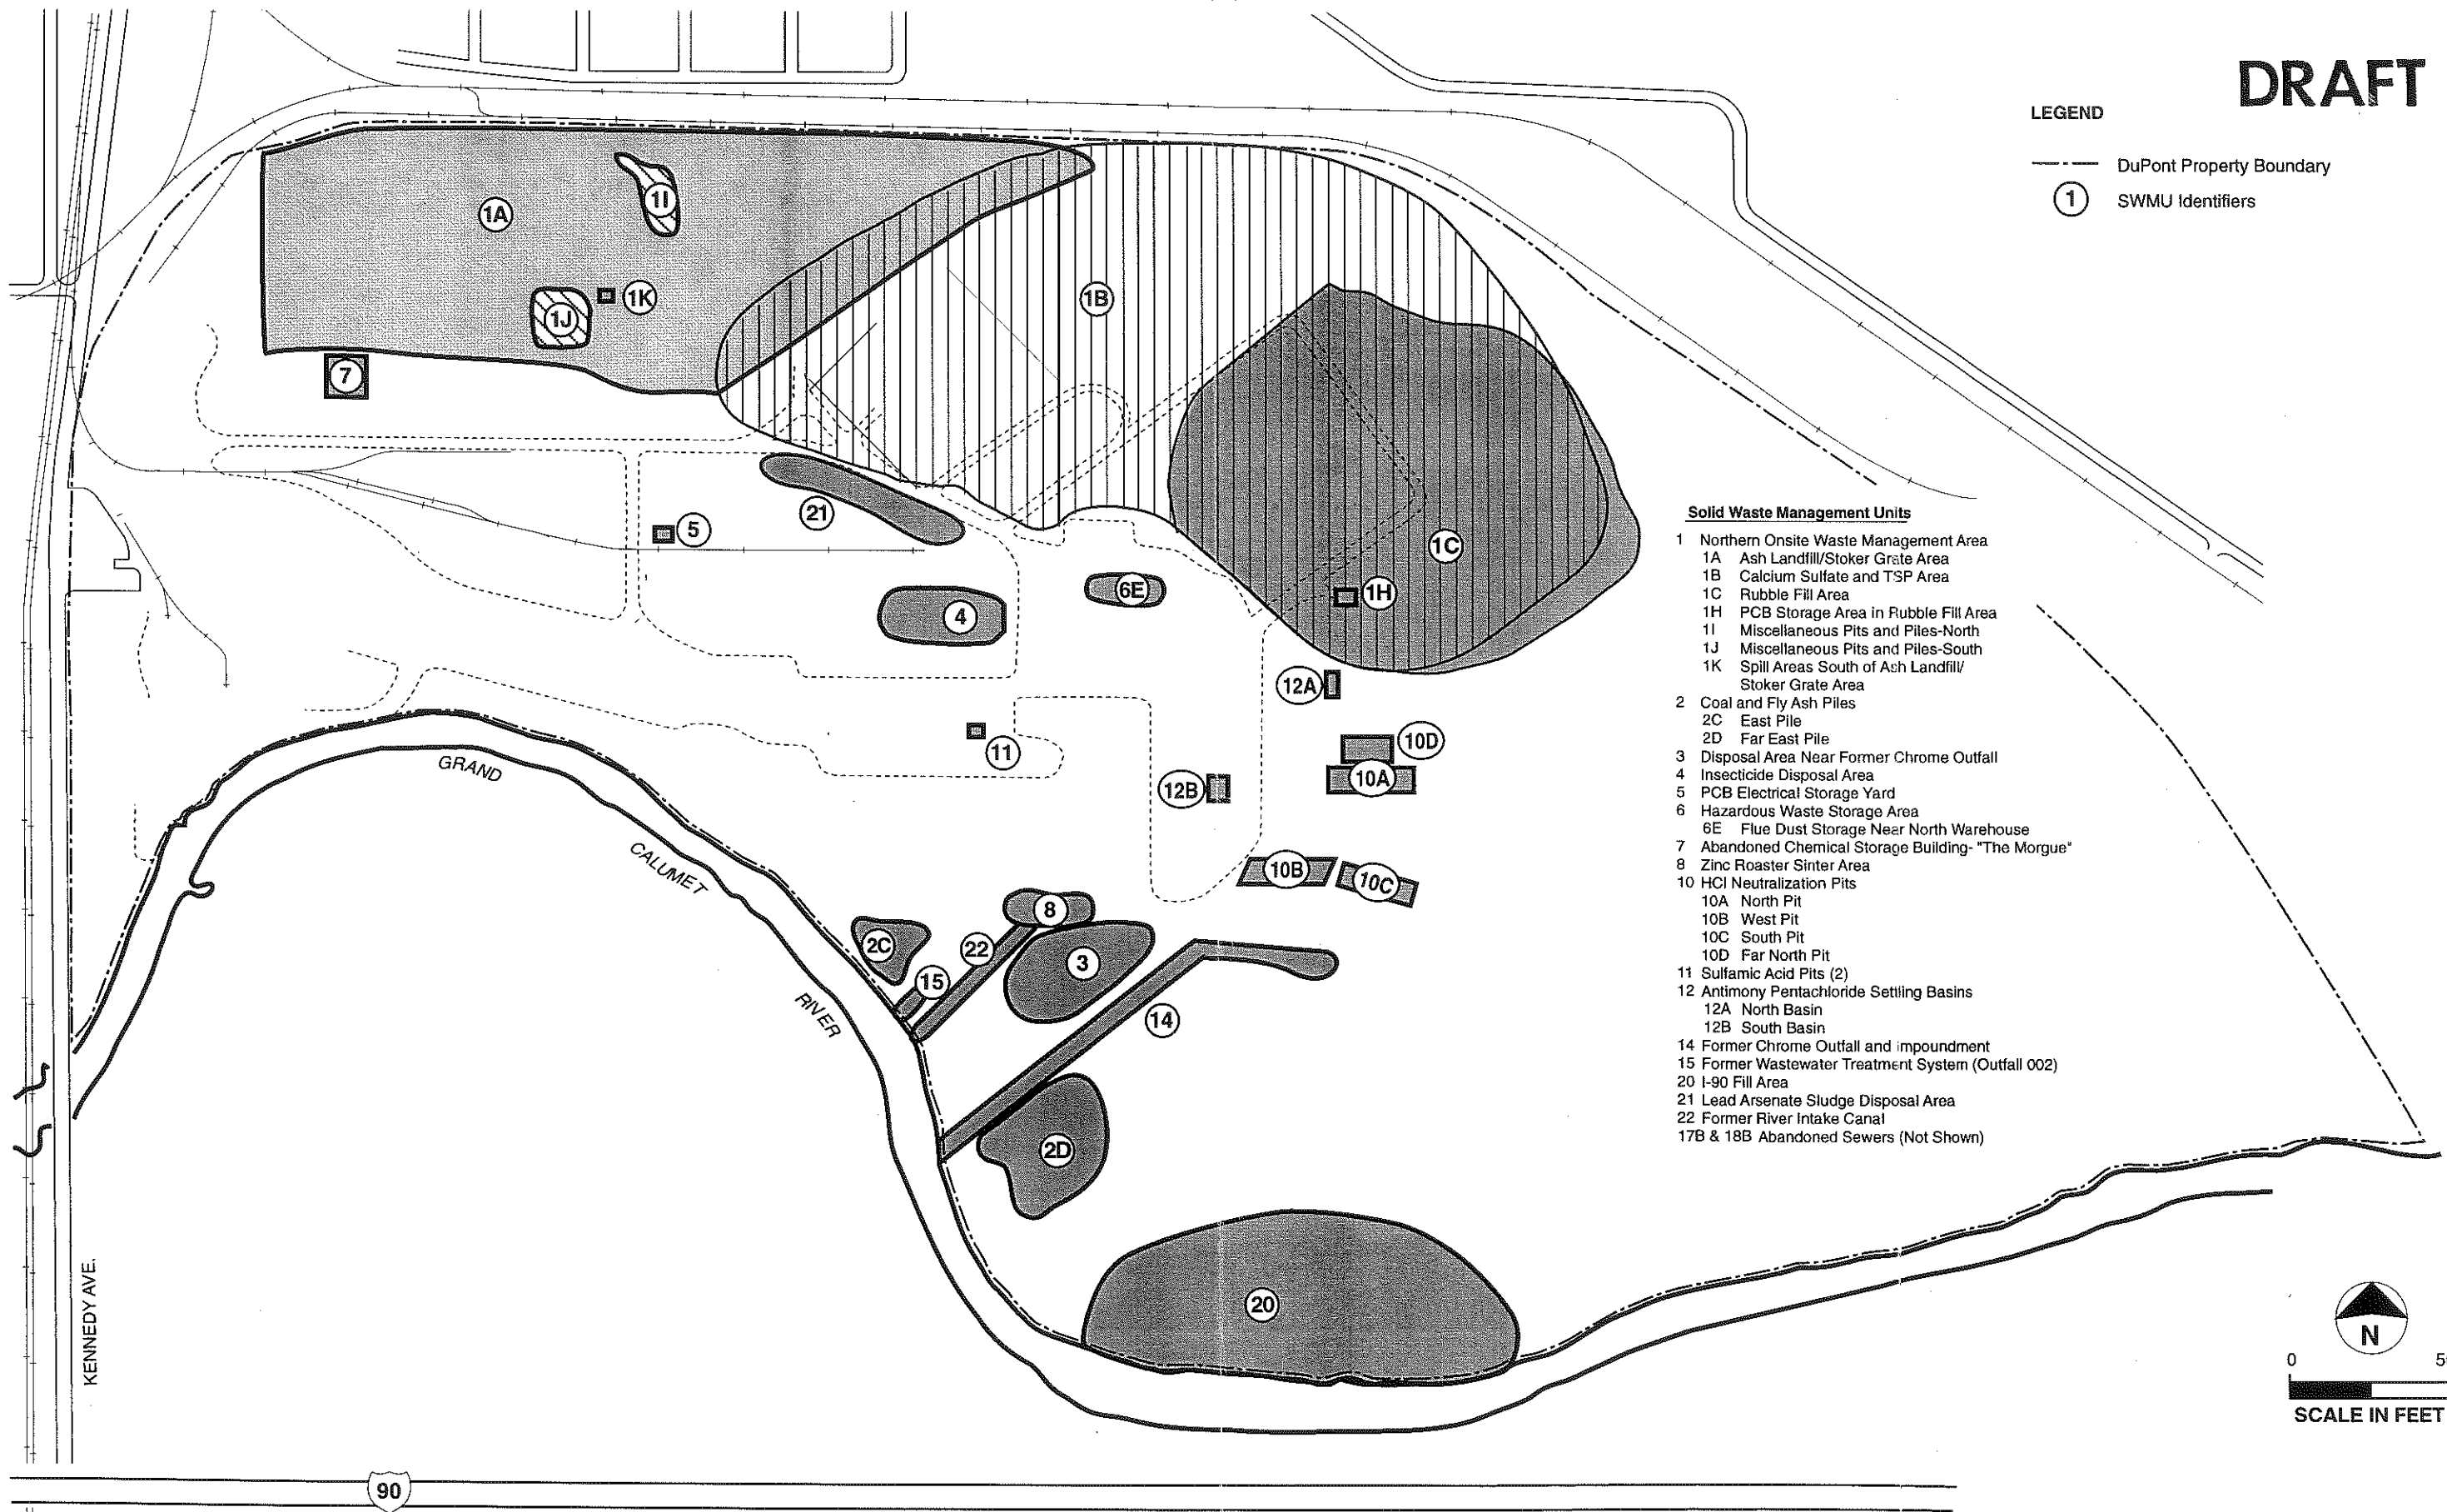 DRAFT
LEGEND
DuPont Property Boundary
1 SWMU Identifiers
1A
1I
1K
1J
1B
7
21
5
1C
6E
1H
4
12A
11
10D
10A
12B
10B
10C
8
2C
22
3
15
14
2D
20
GRAND
CALUMET
RIVER
KENNEDY AVE.
90
Solid Waste Management Units
1 Northern Onsite Waste Management Area
1A Ash Landfill/Stoker Grate Area
1B Calcium Sulfate and TSP Area
1C Rubble Fill Area
1H PCB Storage Area in Rubble Fill Area
1I Miscellaneous Pits and Piles-North
1J Miscellaneous Pits and Piles-South
1K Spill Areas South of Ash Landfill/
Stoker Grate Area
2 Coal and Fly Ash Piles
2C East Pile
2D Far East Pile
3 Disposal Area Near Former Chrome Outfall
4 Insecticide Disposal Area
5 PCB Electrical Storage Yard
6 Hazardous Waste Storage Area
6E Flue Dust Storage Near North Warehouse
7 Abandoned Chemical Storage Building- "The Morgue"
8 Zinc Roaster Sinter Area
10 HCl Neutralization Pits
10A North Pit
10B West Pit
10C South Pit
10D Far North Pit
11 Sulfamic Acid Pits (2)
12 Antimony Pentachloride Settling Basins
12A North Basin
12B South Basin
14 Former Chrome Outfall and Impoundment
15 Former Wastewater Treatment System (Outfall 002)
20 I-90 Fill Area
21 Lead Arsenate Sludge Disposal Area
22 Former River Intake Canal
17B & 18B Abandoned Sewers (Not Shown)
N
0
SCALE IN FEET